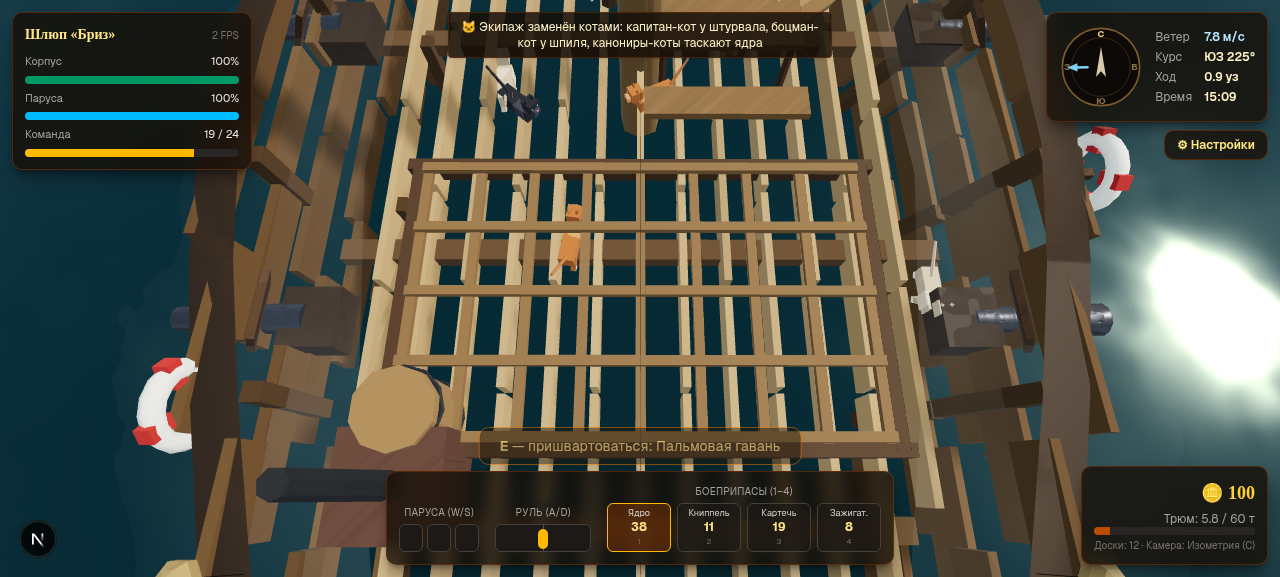 Шлюп «Бриз» 2 FPS
Корпус 100%
Паруса 100%
Команда 19 / 24
🐱 Экипаж заменён котами: капитан-кот у штурвала, боцман-
кот у шпиля, канониры-коты таскают ядра
С
З В
Ю
Ветер 7.8 м/с
Курс ЮЗ 225°
Ход 0.9 уз
Время 15:09
⚙ Настройки
E — пришвартоваться: Пальмовая гавань
ПАРУСА (W/S)
РУЛЬ (A/D)
БОЕПРИПАСЫ (1–4)
Ядро 38 1
Книппель 11 2
Картечь 19 3
Зажигат. 8 4
🪙 100
Трюм: 5.8 / 60 т
Доски: 12 · Камера: Изометрия (C)
N